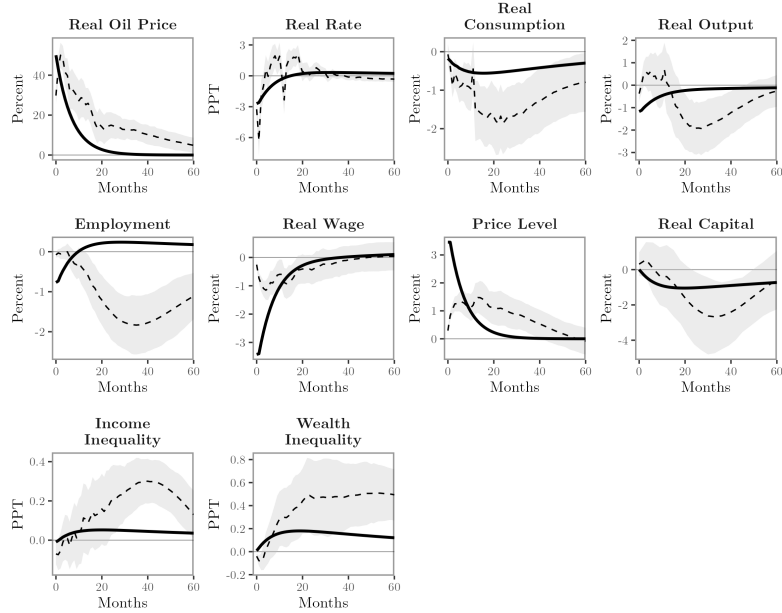 Real Oil Price
Percent
40
20
0
0 20 40 60
Months
Real Rate
PPT
3
0
-3
-6
0 20 40 60
Months
Real
Consumption
Percent
0
-1
-2
0 20 40 60
Months
Real Output
Percent
2
1
0
-1
-2
-3
0 20 40 60
Months
Employment
Percent
0
-1
-2
0 20 40 60
Months
Real Wage
Percent
0
-1
-2
-3
0 20 40 60
Months
Price Level
Percent
3
2
1
0
0 20 40 60
Months
Real Capital
Percent
0
-2
-4
0 20 40 60
Months
Income
Inequality
PPT
0.4
0.2
0.0
0 20 40 60
Months
Wealth
Inequality
PPT
0.8
0.6
0.4
0.2
0.0
-0.2
0 20 40 60
Months